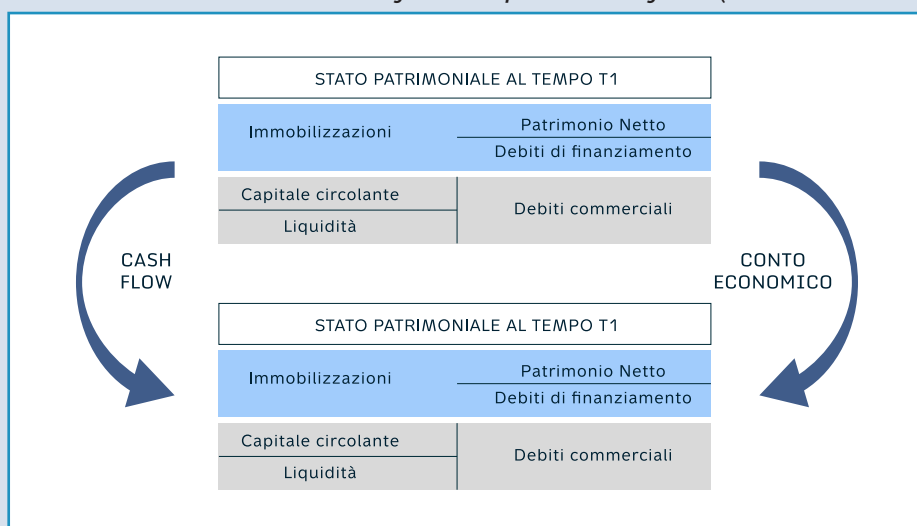 STATO PATRIMONIALE AL TEMPO T1
Immobilizzazioni
Patrimonio Netto
Debiti di finanziamento
Capitale circolante
Liquidità
Debiti commerciali
CASH
FLOW
CONTO
ECONOMICO
STATO PATRIMONIALE AL TEMPO T1
Immobilizzazioni
Patrimonio Netto
Debiti di finanziamento
Capitale circolante
Liquidità
Debiti commerciali